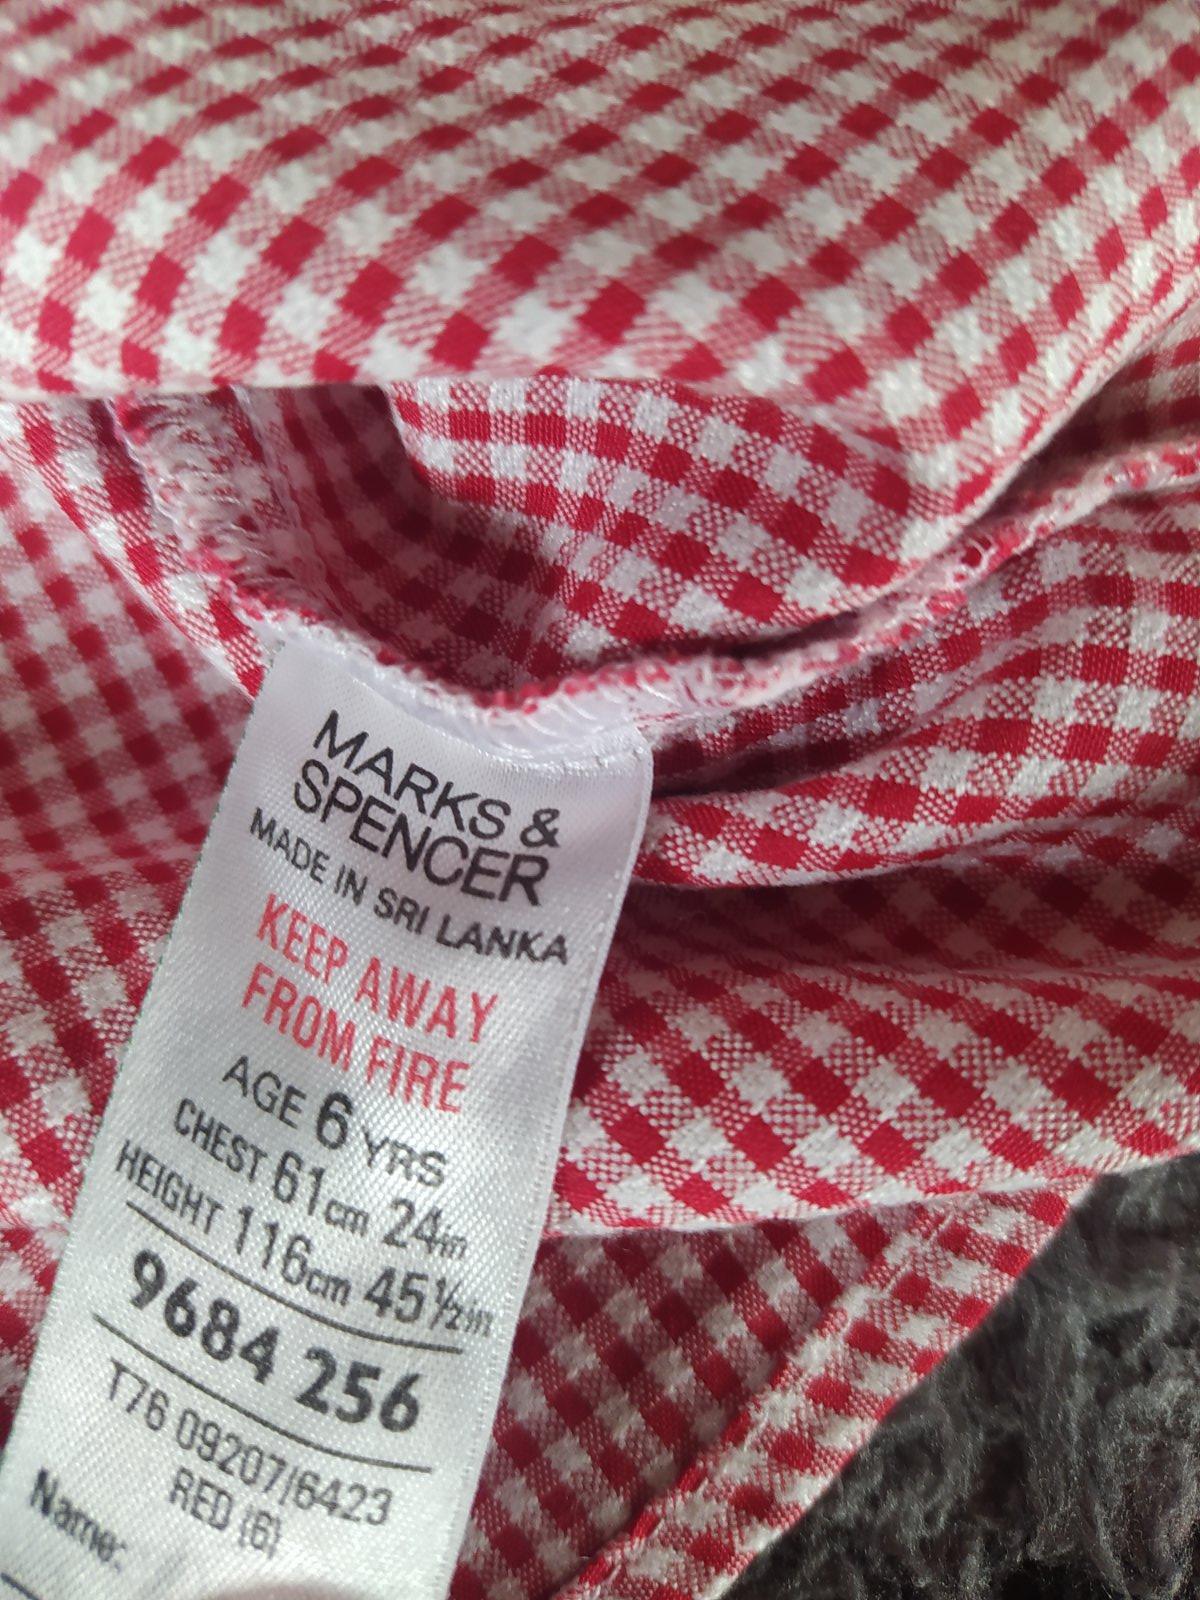 MARKS &
SPENCER
MADE IN SRI LANKA
KEEP AWAY
FROM FIRE
AGE 6 YRS
CHEST 61cm 24in
HEIGHT 116cm 45½in
9684 256
T76 09207/6423
RED (6)
Name: